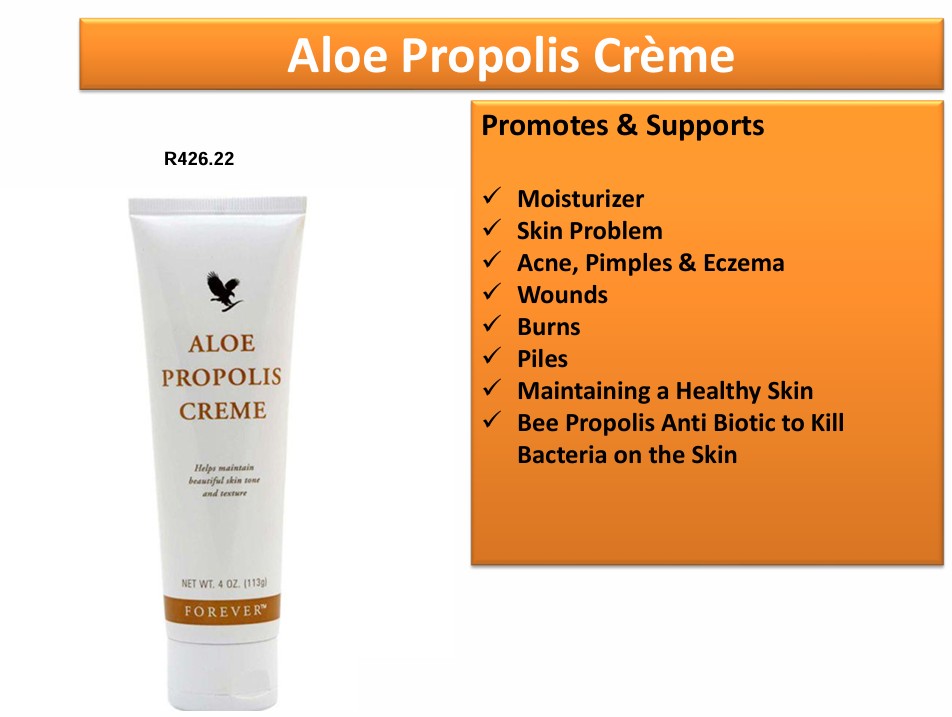 Aloe Propolis Crème
Promotes & Supports
R426.22
✓ Moisturizer
✓ Skin Problem
✓ Acne, Pimples & Eczema
✓ Wounds
✓ Burns
✓ Piles
✓ Maintaining a Healthy Skin
✓ Bee Propolis Anti Biotic to Kill
Bacteria on the Skin
ALOE
PROPOLIS
CREME
Helps maintain
beautiful skin tone
and texture
NET WT. 4 OZ. (113g)
FOREVER™